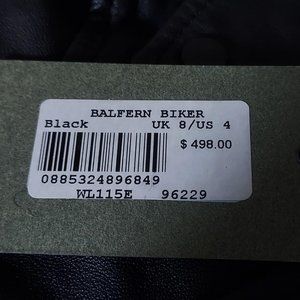 BALFERN BIKER
Black UK 8/US 4
$ 498.00
0885324896849
WL115E 96229